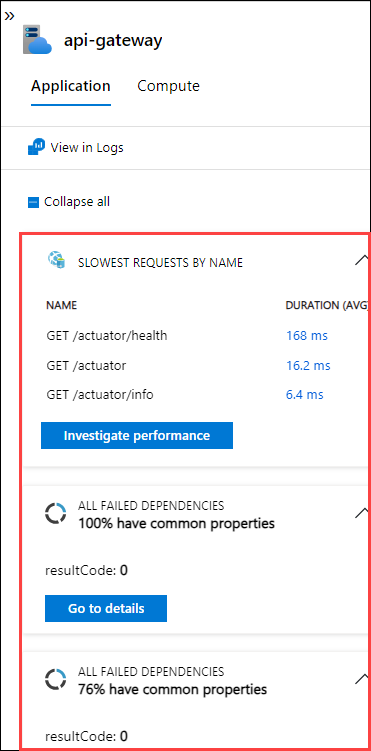 »
api-gateway
Application Compute
View in Logs
Collapse all
SLOWEST REQUESTS BY NAME
NAME DURATION (AVG)
GET /actuator/health 168 ms
GET /actuator 16.2 ms
GET /actuator/info 6.4 ms
Investigate performance
ALL FAILED DEPENDENCIES
100% have common properties
resultCode: 0
Go to details
ALL FAILED DEPENDENCIES
76% have common properties
resultCode: 0